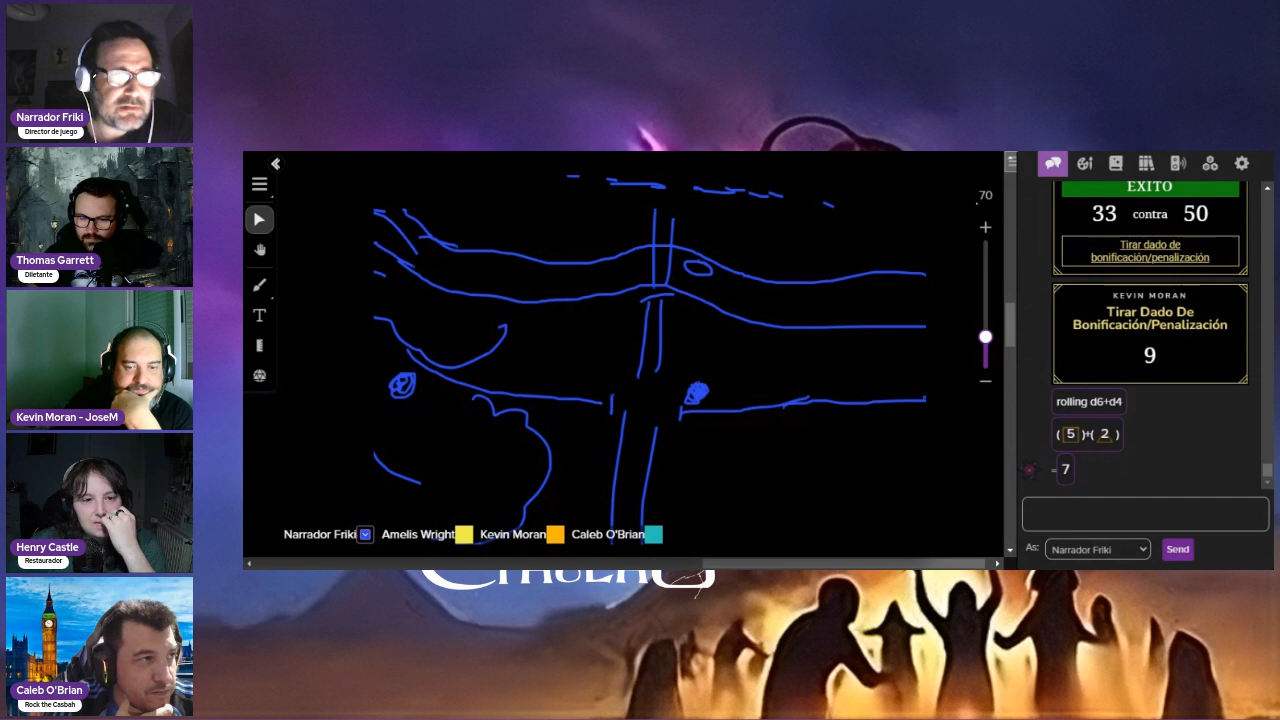 Narrador Friki
Director de juego
Thomas Garrett
Diletante
Kevin Moran - JoseM
Henry Castle
Restaurador
Caleb O'Brian
Rock the Casbah
70
T
Narrador Friki
Amelis Wright
Kevin Moran
Caleb O'Brian
EXITO
33 contra 50
Tirar dado de
bonificación/penalización
KEVIN MORAN
Tirar Dado De
Bonificación/Penalización
9
rolling d6+d4
(5)+(2)
=7
As:
Narrador Friki
Send